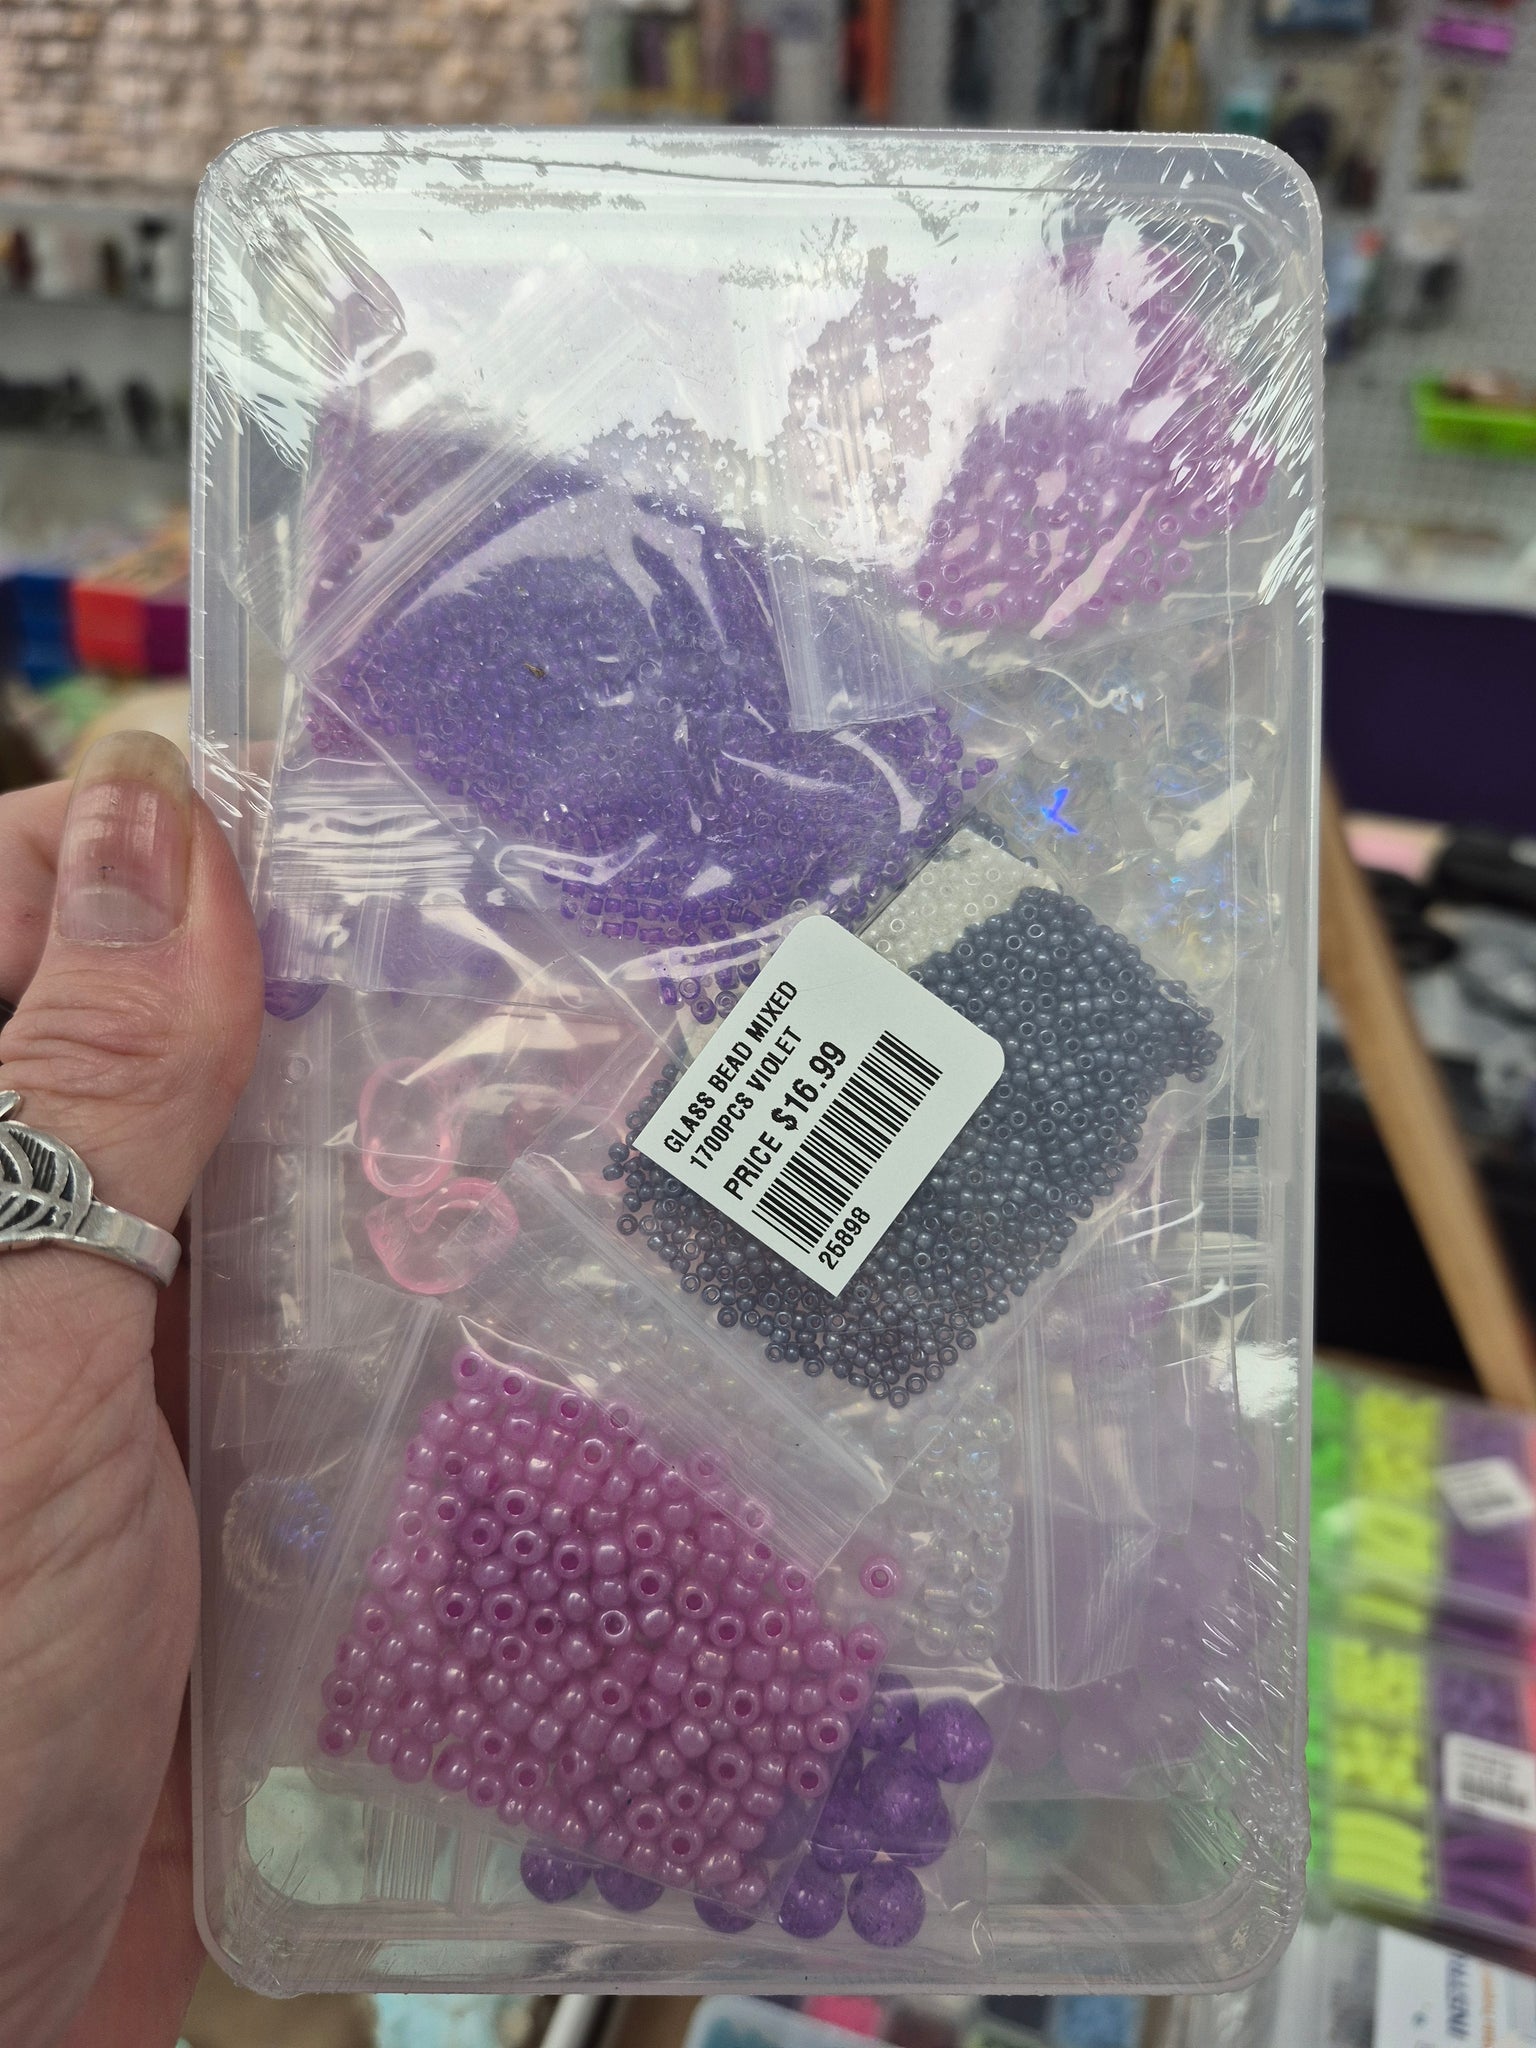 GLASS BEAD MIXED
1700PCS VIOLET
PRICE $16.99
25898